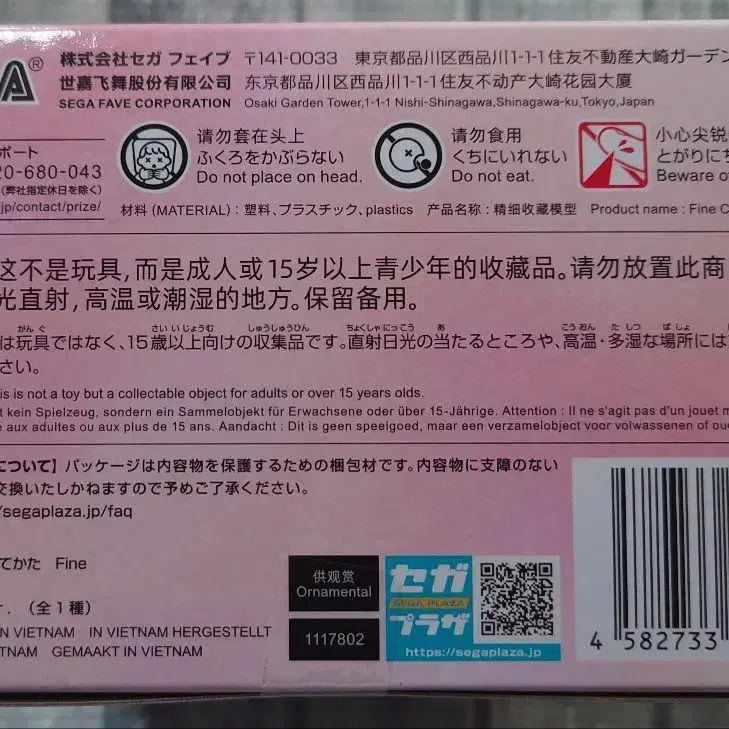 A®
株式会社セガ フェイブ 〒141-0033 東京都品川区西品川1-1-1住友不動産大崎ガーデン
世嘉飞舞股份有限公司 东京都品川区西品川1-1-1住友不动产大崎花园大厦
SEGA FAVE CORPORATION Osaki Garden Tower,1-1-1 Nishi-Shinagawa,Shinagawa-ku,Tokyo,Japan
ポート
20-680-043
(弊社指定休日を除く)
jp/contact/prize/
请勿套在头上
ふくろをかぶらない
Do not place on head.
请勿食用
くちにいれない
Do not eat.
小心尖锐
とがりに
Beware o
材料 (MATERIAL) : 塑料、プラスチック、plastics 产品名称 : 精细收藏模型 Product name : Fine C
这不是玩具,而是成人或15岁以上青少年的收藏品。请勿放置此商
光直射,高温或潮湿的地方。保留备用。
は玩具ではなく、15歳以上向けの収集品です。直射日光の当たるところや、高温・多湿な場所には
さい。
is is not a toy but a collectable object for adults or over 15 years olds.
t kein Spielzeug, sondern ein Sammelobjekt für Erwachsene oder über 15-Jährige. Attention : Il ne s'agit pas d'un jouet m
e aux adultes ou aux plus de 15 ans. Aandacht : Dit is geen speelgoed, maar een verzamelobject voor volwassenen of ou
について】パッケージは内容物を保護するための梱包材です。内容物に支障のない
交換いたしかねますので予めご了承ください。
/segaplaza.jp/faq
てかた Fine
r. (全1種)
IN VIETNAM IN VIETNAM HERGESTELLT
TNAM GEMAAKT IN VIETNAM
供观赏
Ornamental
1117802
セガ
SEGA PLAZA
プラザ
https://segaplaza.jp
4 582733